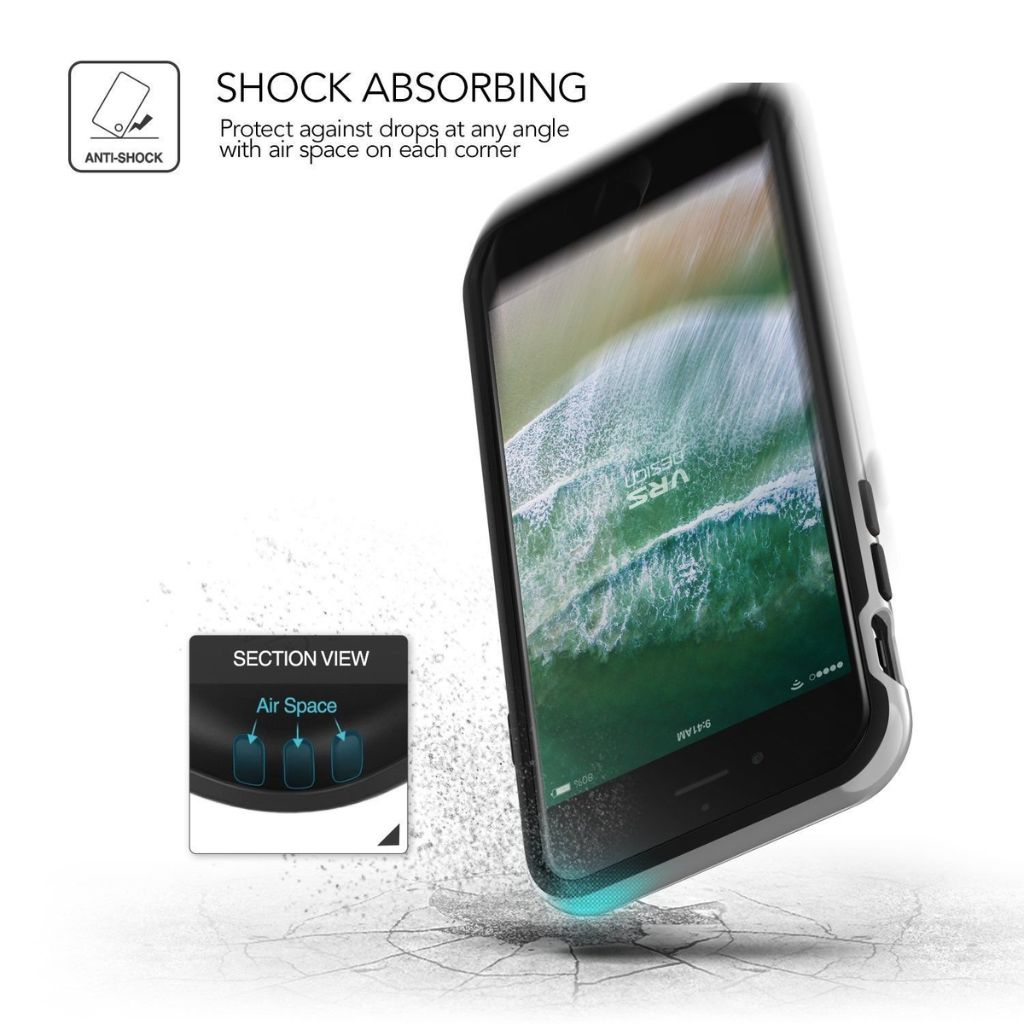 SHOCK ABSORBING
Protect against drops at any angle
with air space on each corner
ANTI-SHOCK
VRS
DESIGN
SECTION VIEW
Air Space
9:41AM
80%